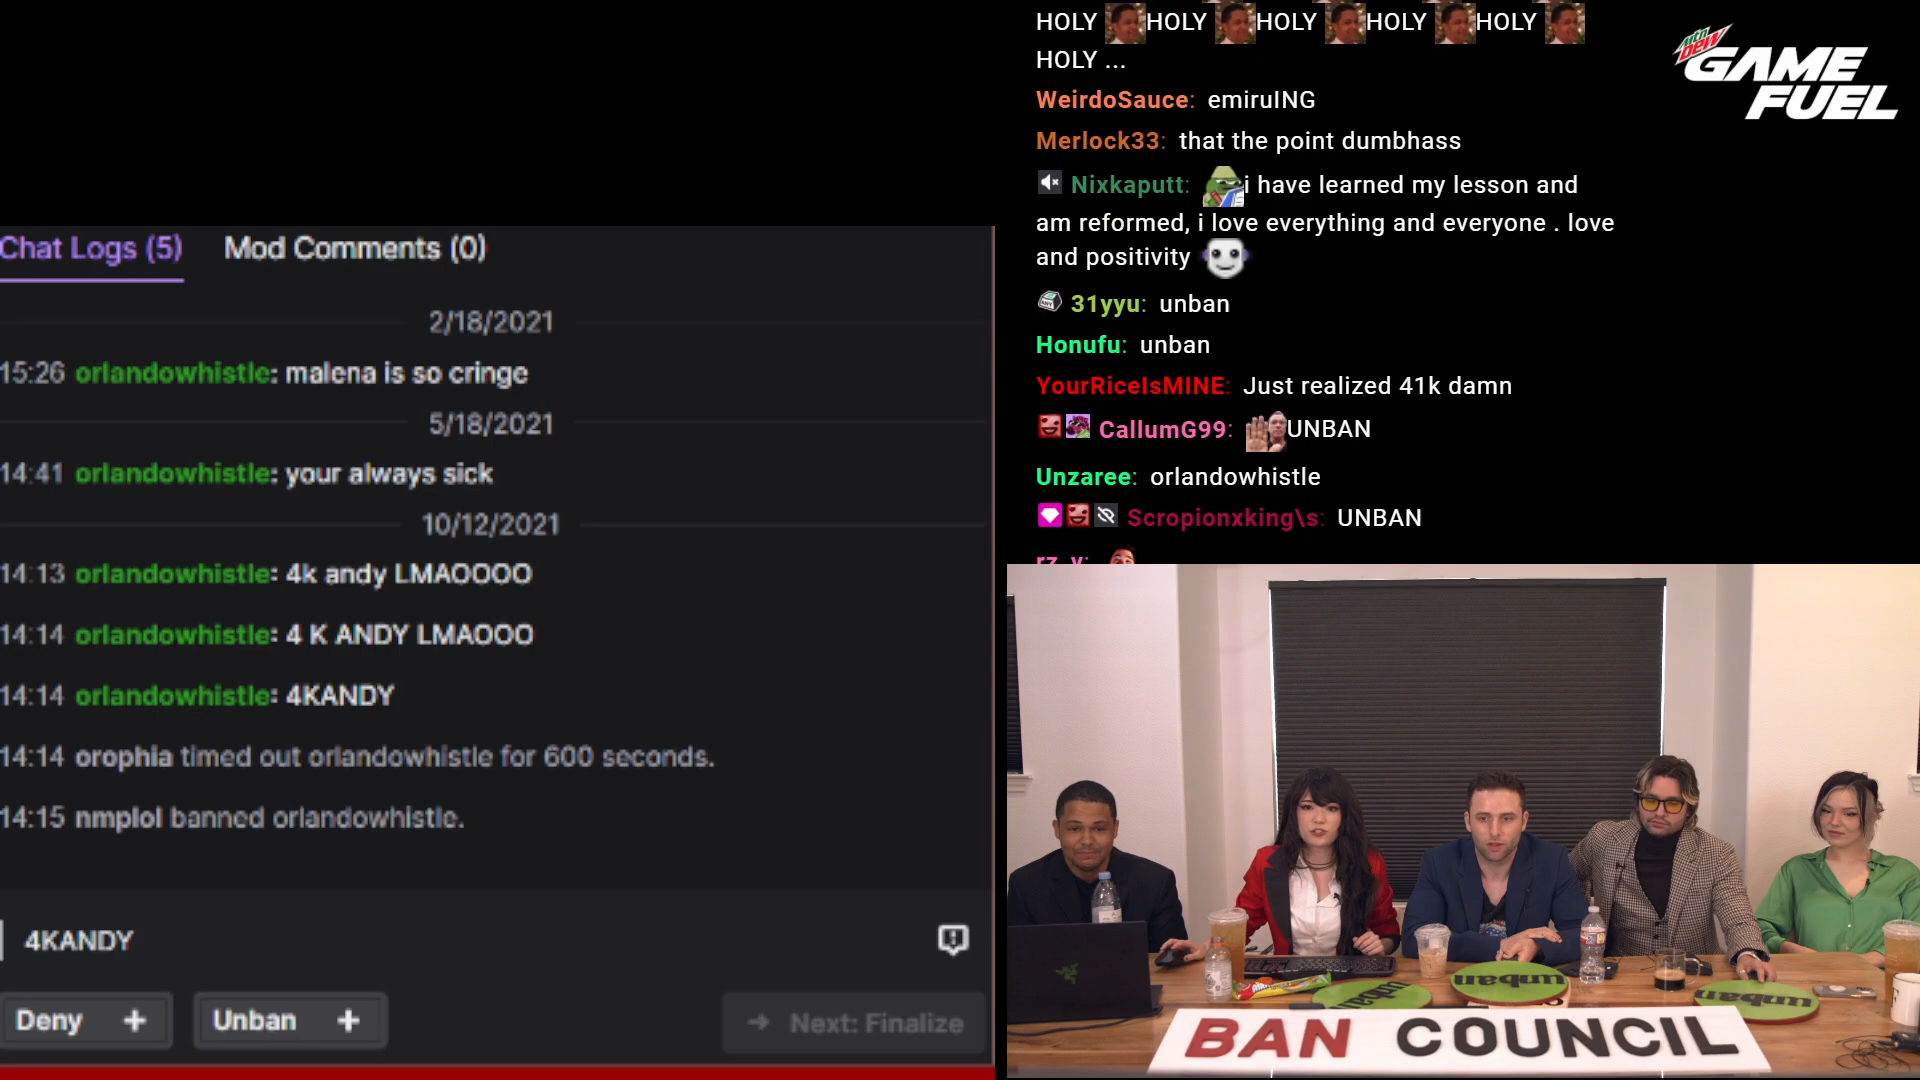 Chat Logs (5) Mod Comments (0)
2/18/2021
15:26 orlandowhistle: malena is so cringe
5/18/2021
14:41 orlandowhistle: your always sick
10/12/2021
14:13 orlandowhistle: 4k andy LMAOOOO
14:14 orlandowhistle: 4 K ANDY LMAOOO
14:14 orlandowhistle: 4KANDY
14:14 orophia timed out orlandowhistle for 600 seconds.
14:15 nmplol banned orlandowhistle.
4KANDY
Deny + Unban + → Next: Finalize
HOLY HOLY HOLY HOLY HOLY
HOLY ...
WeirdoSauce: emiruING
Merlock33: that the point dumbhass
Nixkaputt: i have learned my lesson and
am reformed, i love everything and everyone . love
and positivity
31yyu: unban
Honufu: unban
YourRiceIsMINE: Just realized 41k damn
CallumG99: UNBAN
Unzaree: orlandowhistle
Scropionxking\s: UNBAN
mtn
DEW
GAME
FUEL
unban
unban
unban
BAN COUNCIL